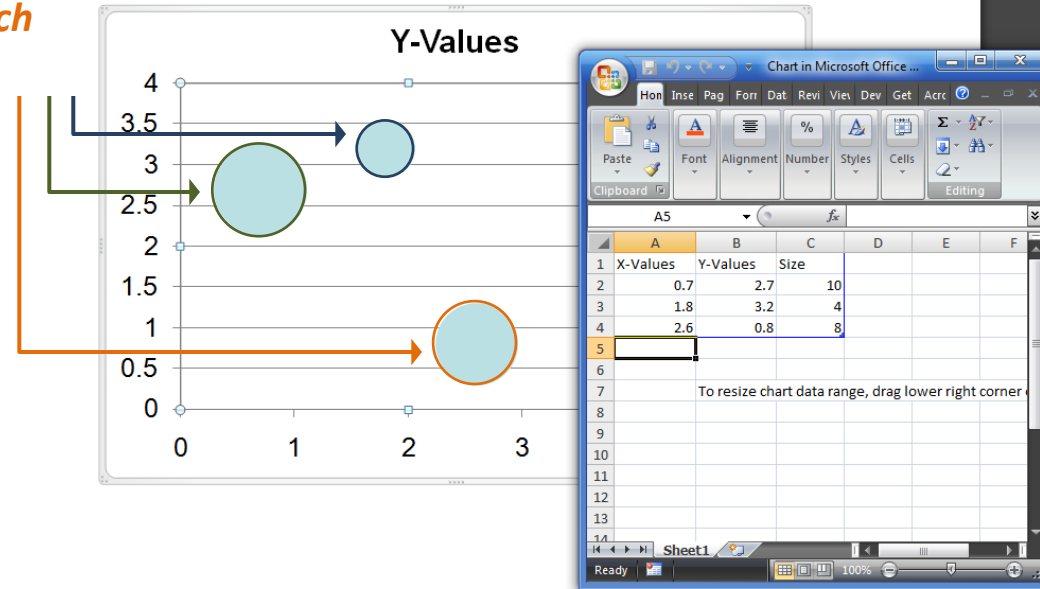 ch
Y-Values
4
3.5
3
2.5
2
1.5
1
0.5
0
0 1 2 3
Chart in Microsoft Office ...
Hon Inse Pag Forr Dat Revi Viev Dev Get Acrc
Paste Font Alignment Number Styles Cells
Clipboard Editing
A5 fx
A B C D E F
1 X-Values Y-Values Size
2 0.7 2.7 10
3 1.8 3.2 4
4 2.6 0.8 8
5
6
7 To resize chart data range, drag lower right corner
8
9
10
11
12
13
14
Sheet1
Ready 100%